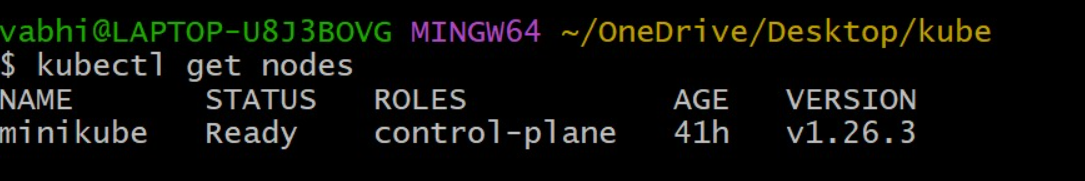 vabhi@LAPTOP-U8J3BOVG MINGW64 ~/OneDrive/Desktop/kube
$ kubectl get nodes
NAME       STATUS   ROLES           AGE   VERSION
minikube   Ready    control-plane   41h   v1.26.3